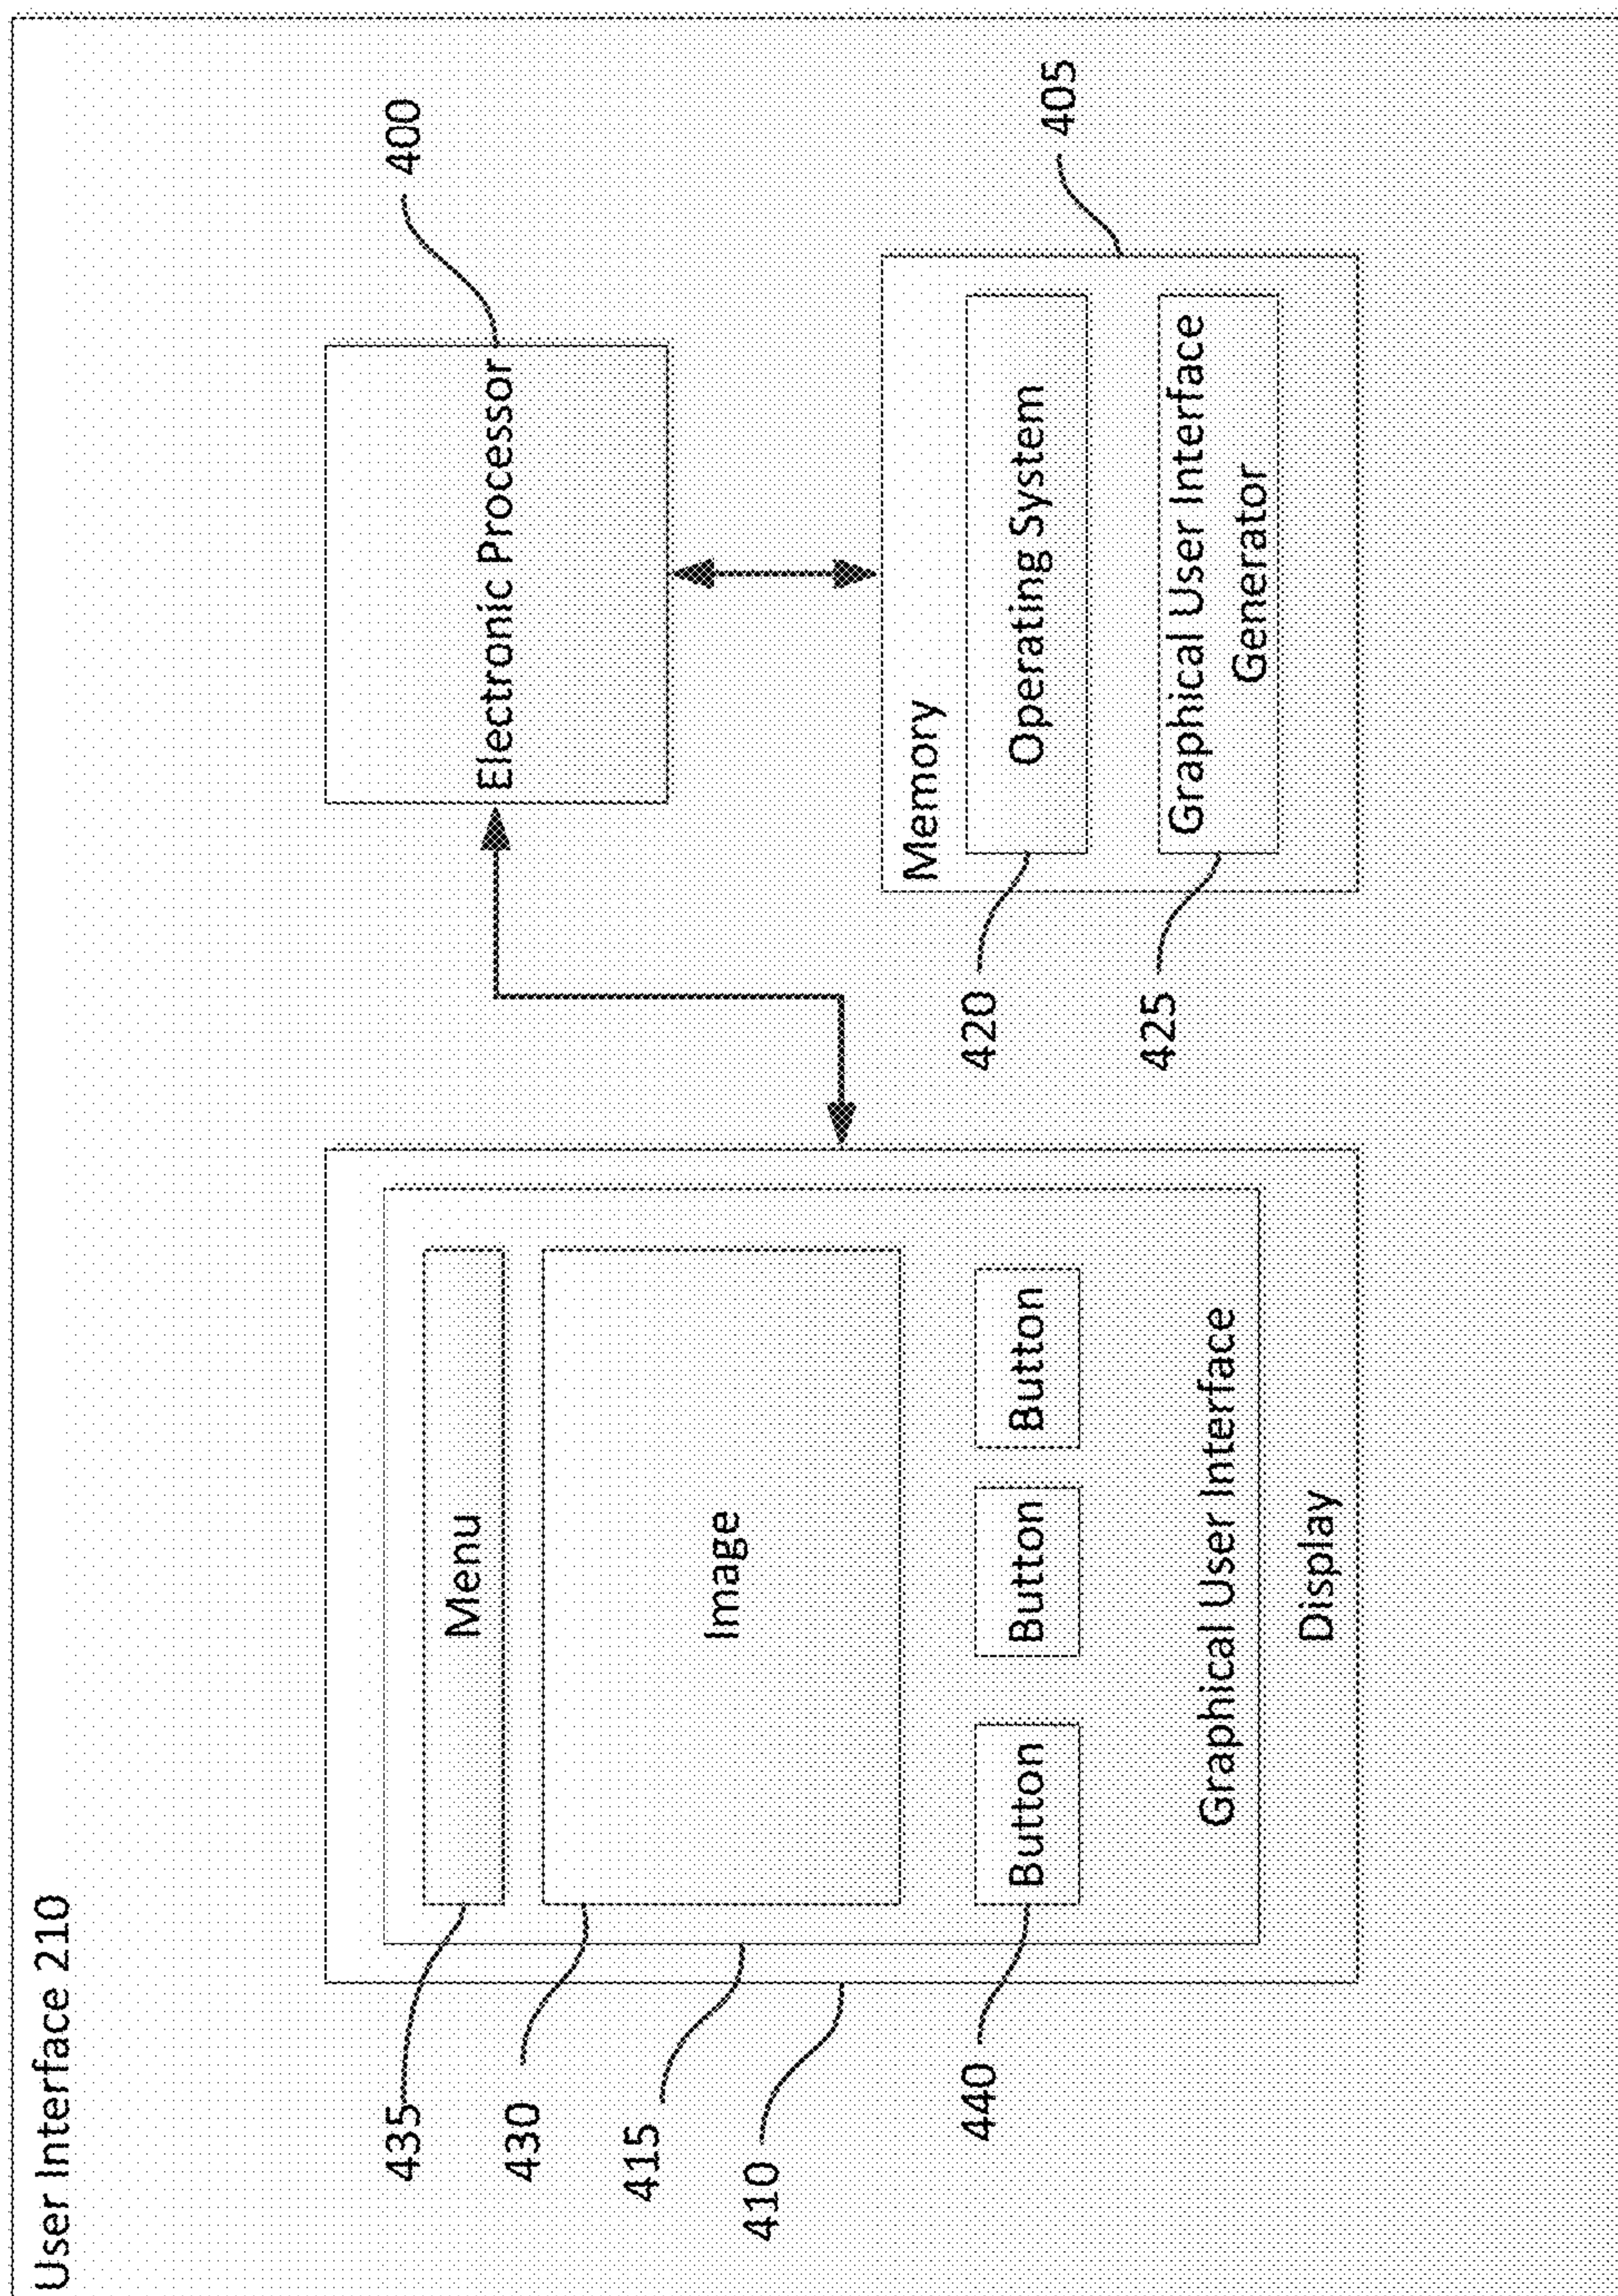 User Interface 210
435
Menu
430
Image
415
410
440
Button
Button
Button
Graphical User Interface
Display
400
Electronic Processor
405
Memory
420
Operating System
425
Graphical User Interface
Generator